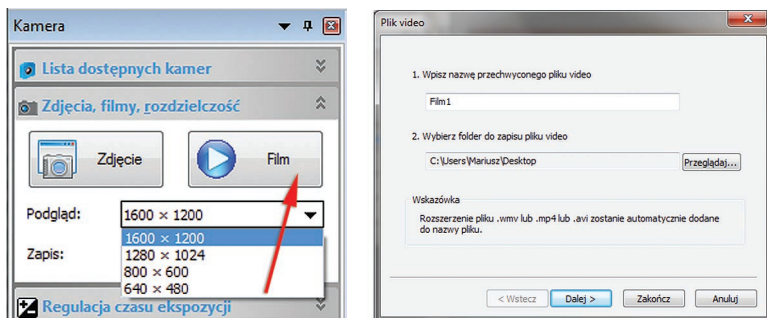 Kamera
Lista dostępnych kamer
Zdjęcia, filmy, rozdzielczość
Zdjęcie
Film
Podgląd:
1600 × 1200
1600 × 1200
1280 × 1024
800 × 600
640 × 480
Zapis:
Regulacja czasu ekspozycji
Plik video
1. Wpisz nazwę przechwyconego pliku video
Film1
2. Wybierz folder do zapisu pliku video
C:\Users\Mariusz\Desktop
Przeglądaj...
Wskazówka
Rozszerzenie pliku .wmv lub .mp4 lub .avi zostanie automatycznie dodane
do nazwy pliku.
< Wstecz
Dalej >
Zakończ
Anuluj